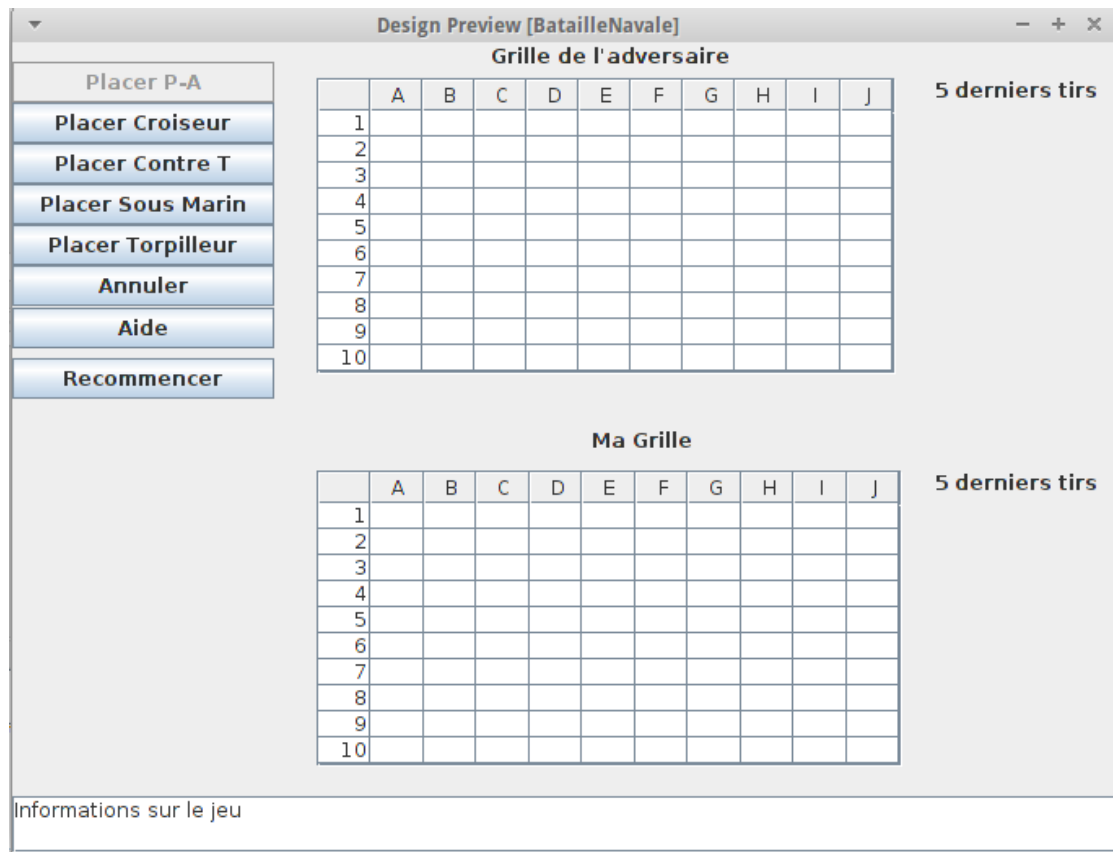 Design Preview [BatailleNavale]
Placer P-A
Placer Croiseur
Placer Contre T
Placer Sous Marin
Placer Torpilleur
Annuler
Aide
Recommencer
Grille de l'adversaire
A B C D E F G H I J
1
2
3
4
5
6
7
8
9
10
5 derniers tirs
Ma Grille
A B C D E F G H I J
1
2
3
4
5
6
7
8
9
10
5 derniers tirs
Informations sur le jeu